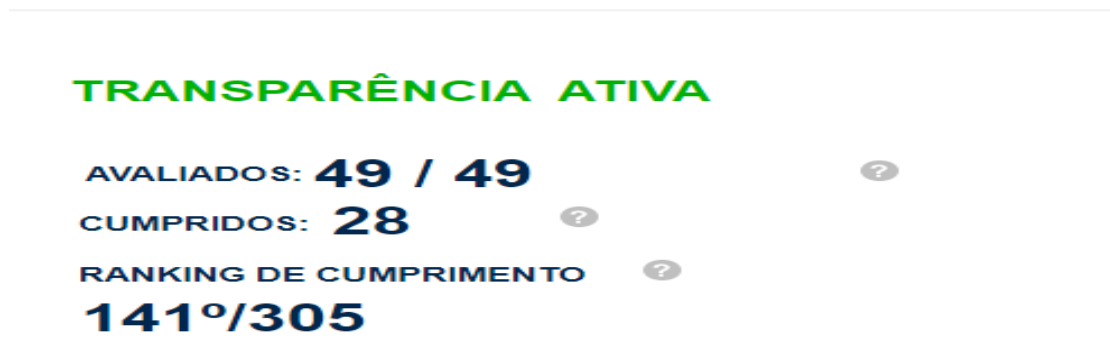 TRANSPARÊNCIA ATIVA
AVALIADOS: 49 / 49 ?
CUMPRIDOS: 28 ?
RANKING DE CUMPRIMENTO ?
141º/305